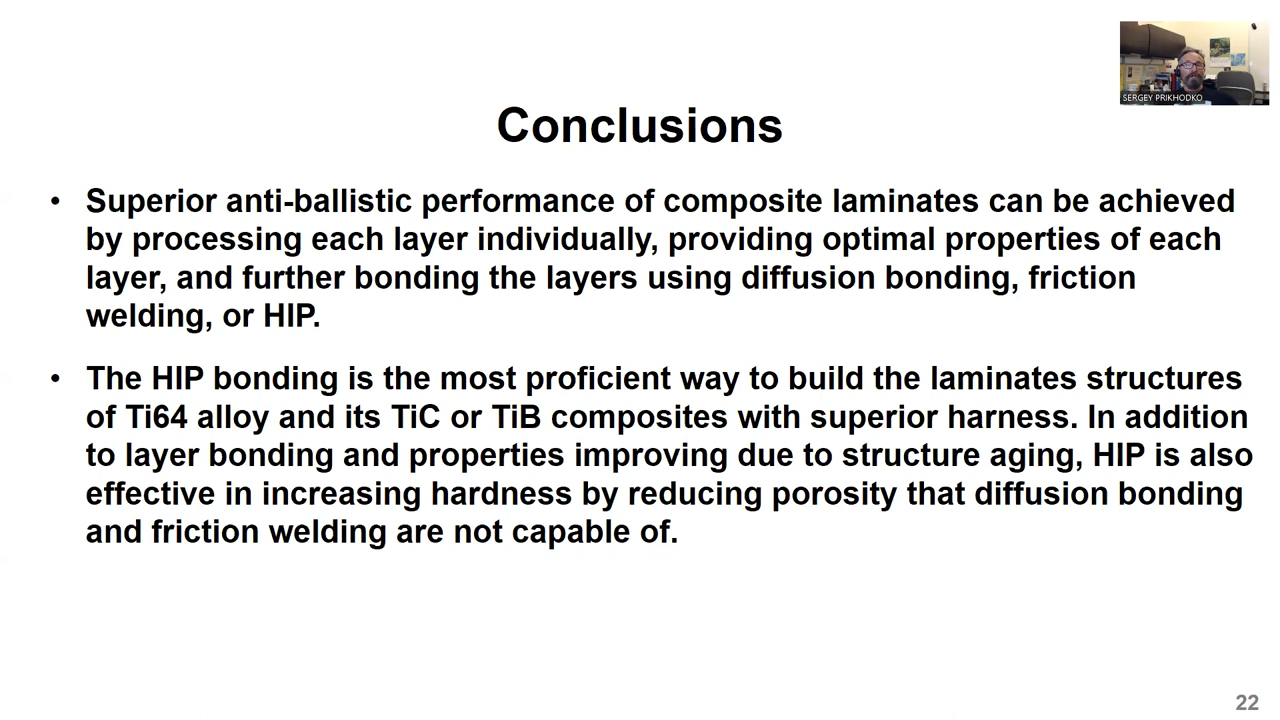 SERGEY PRIKHODKO
Conclusions
• Superior anti-ballistic performance of composite laminates can be achieved
by processing each layer individually, providing optimal properties of each
layer, and further bonding the layers using diffusion bonding, friction
welding, or HIP.
• The HIP bonding is the most proficient way to build the laminates structures
of Ti64 alloy and its TiC or TiB composites with superior harness. In addition
to layer bonding and properties improving due to structure aging, HIP is also
effective in increasing hardness by reducing porosity that diffusion bonding
and friction welding are not capable of.
22